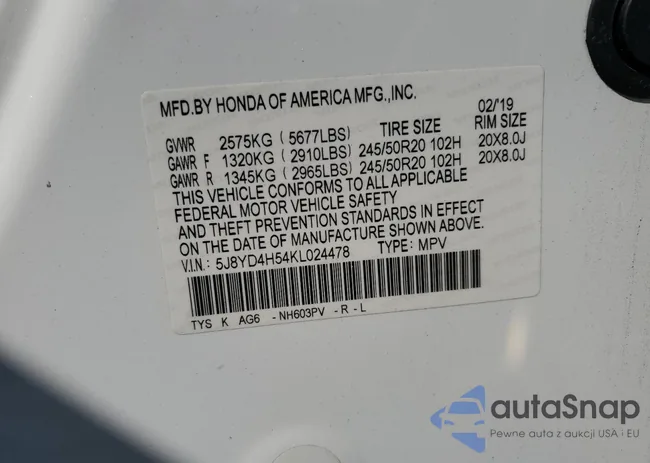 MFD.BY HONDA OF AMERICA MFG.,INC. 02/19
GVWR 2575KG (5677LBS) TIRE SIZE RIM SIZE
GAWR F 1320KG (2910LBS) 245/50R20 102H 20X8.0J
GAWR R 1345KG (2965LBS) 245/50R20 102H 20X8.0J
THIS VEHICLE CONFORMS TO ALL APPLICABLE
FEDERAL MOTOR VEHICLE SAFETY
AND THEFT PREVENTION STANDARDS IN EFFECT
ON THE DATE OF MANUFACTURE SHOWN ABOVE.
V.I.N.: 5J8YD4H54KL024478 TYPE: MPV
TYS K AG6 -NH603PV -R-L
autaSnap
Pewne auta z aukcji USA i EU